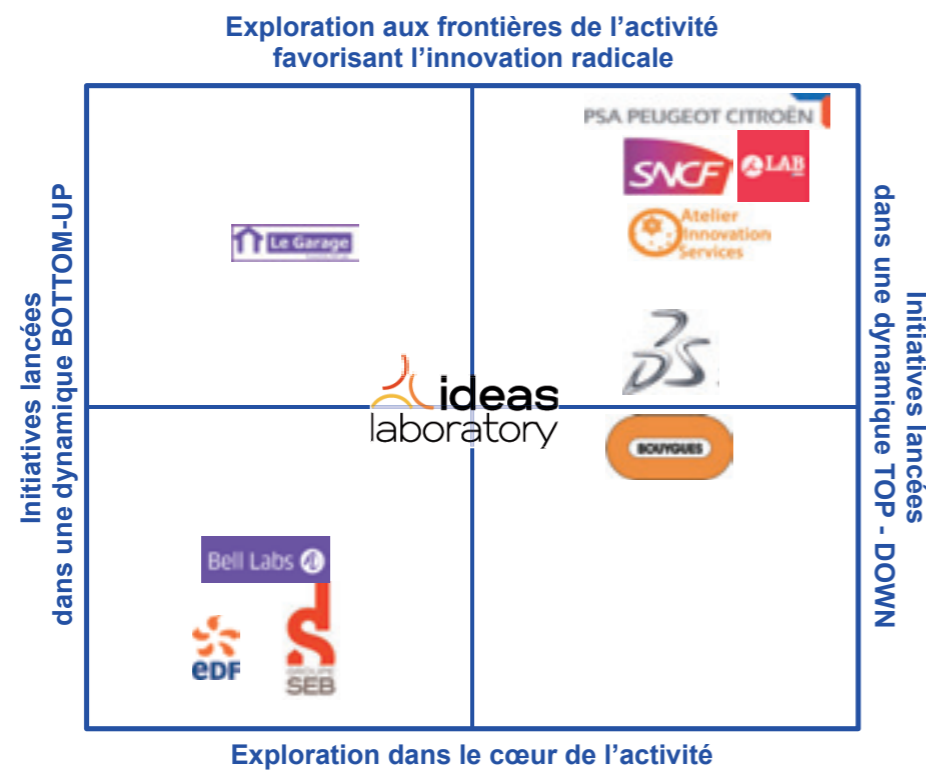 Exploration aux frontières de l’activité
favorisant l’innovation radicale
Initiatives lancées
dans une dynamique BOTTOM-UP
PSA PEUGEOT CITROËN
SNCF
LAB
Le Garage
Atelier
Innovation
Services
3DS
ideas
laboratory
BOUYGUES
Bell Labs
eDF
GROUPE
SEB
Initiatives lancées
dans une dynamique TOP - DOWN
Exploration dans le cœur de l’activité